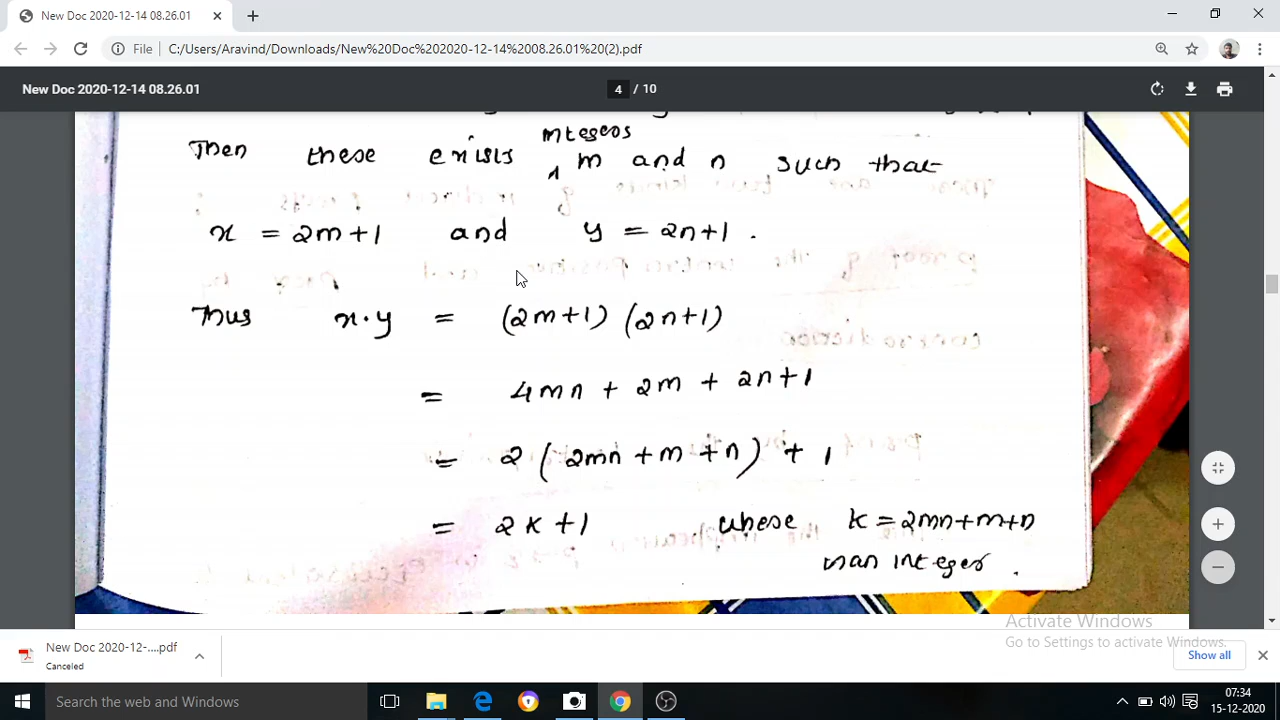 New Doc 2020-12-14 08.26.01
File C:/Users/Aravind/Downloads/New%20Doc%202020-12-14%2008.26.01%20(2).pdf
New Doc 2020-12-14 08.26.01 4 / 10
integers
Then there exists ∧ m and n such that
x = 2m+1 and y = 2n+1 .
Thus x·y = (2m+1) (2n+1)
= 4mn + 2m + 2n+1
= 2 ( 2mn + m + n ) + 1
= 2k+1 where k = 2mn+m+n
is an integer .
Activate Windows
Go to Settings to activate Windows.
New Doc 2020-12-....pdf
Canceled
Show all
Search the web and Windows
07:34
15-12-2020